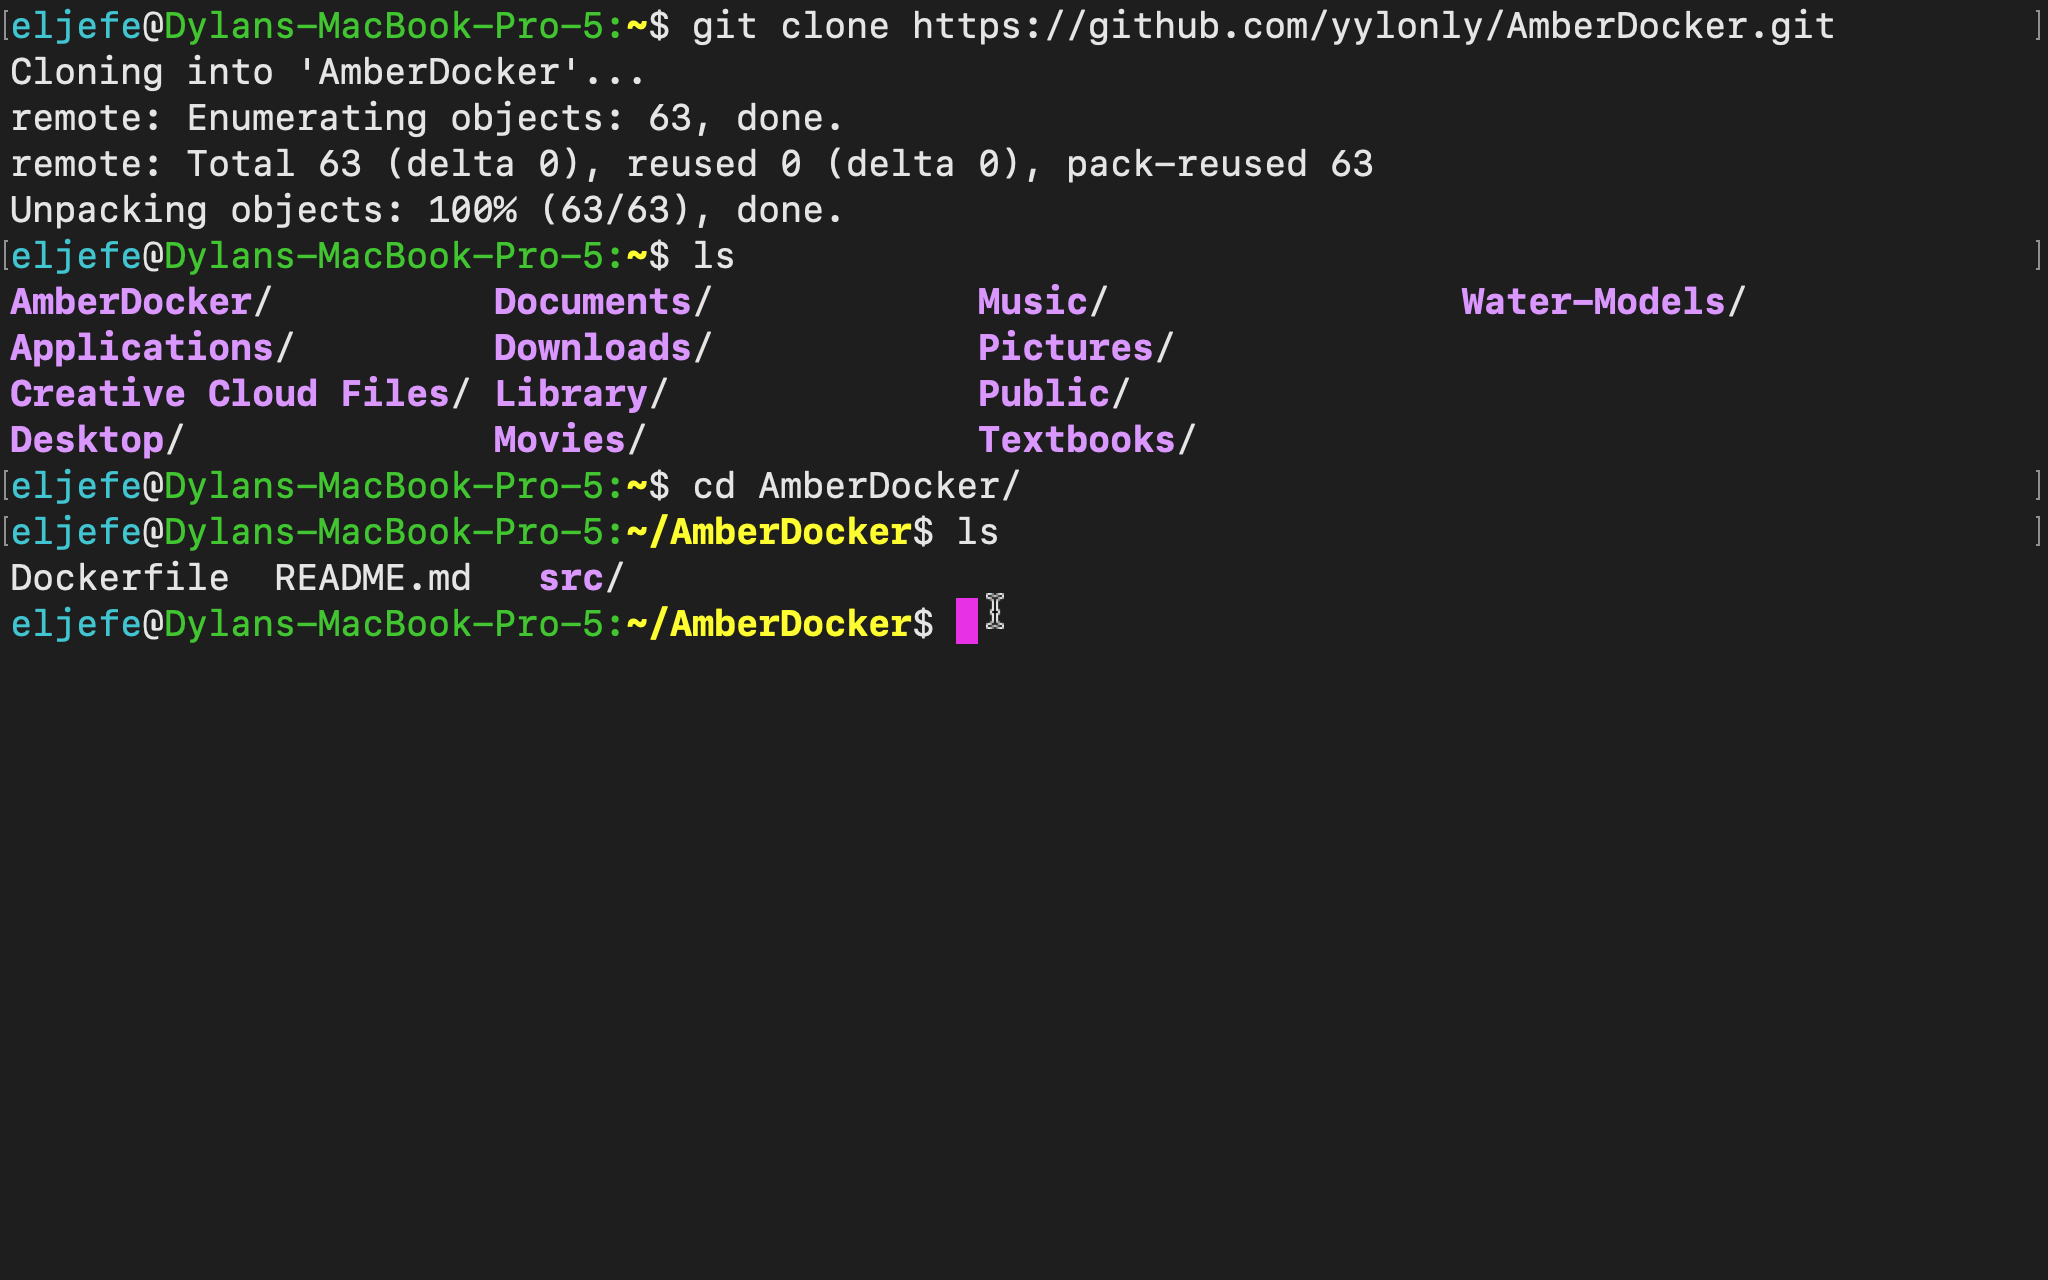 [eljefe@Dylans-MacBook-Pro-5:~$ git clone https://github.com/yylonly/AmberDocker.git ]
Cloning into 'AmberDocker'...
remote: Enumerating objects: 63, done.
remote: Total 63 (delta 0), reused 0 (delta 0), pack-reused 63
Unpacking objects: 100% (63/63), done.
[eljefe@Dylans-MacBook-Pro-5:~$ ls ]
AmberDocker/ Documents/ Music/ Water-Models/
Applications/ Downloads/ Pictures/
Creative Cloud Files/ Library/ Public/
Desktop/ Movies/ Textbooks/
[eljefe@Dylans-MacBook-Pro-5:~$ cd AmberDocker/ ]
[eljefe@Dylans-MacBook-Pro-5:~/AmberDocker$ ls ]
Dockerfile README.md src/
eljefe@Dylans-MacBook-Pro-5:~/AmberDocker$